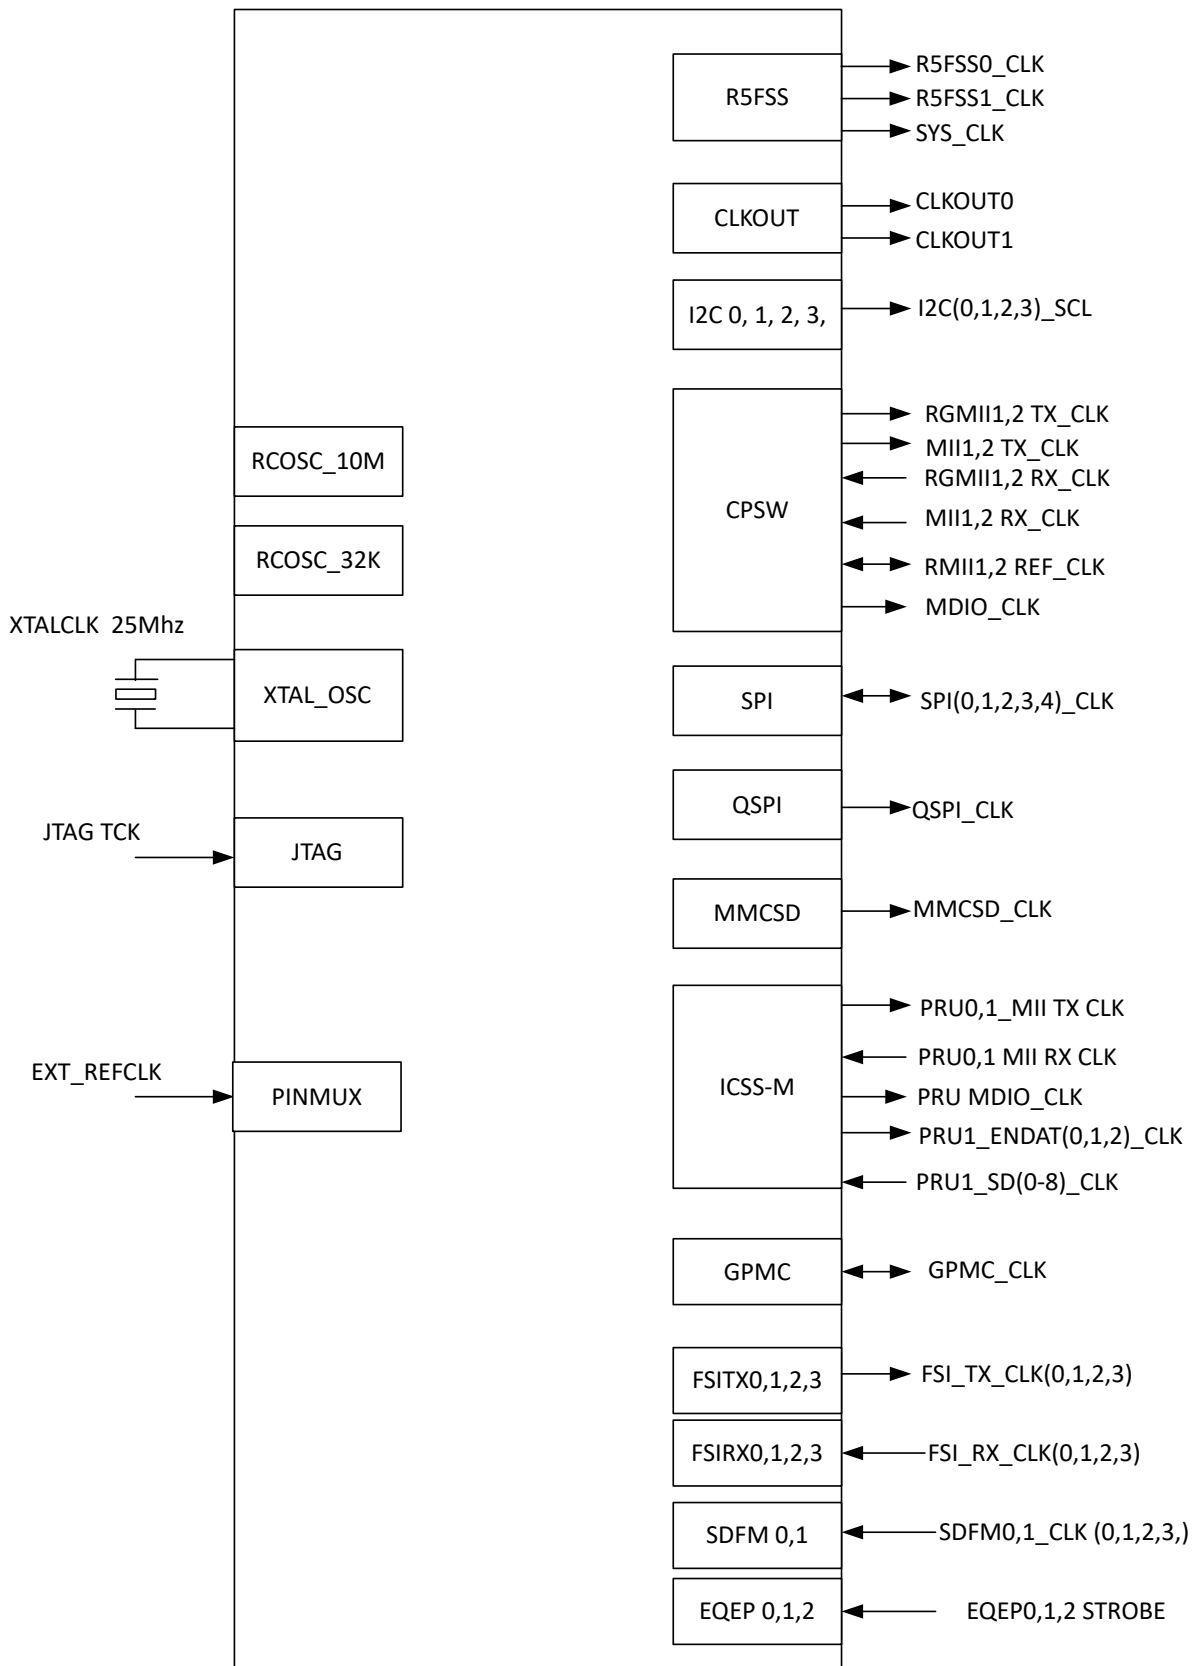 R5FSS
R5FSS0_CLK
R5FSS1_CLK
SYS_CLK
CLKOUT
CLKOUT0
CLKOUT1
I2C 0, 1, 2, 3,
I2C(0,1,2,3)_SCL
RCOSC_10M
RCOSC_32K
XTALCLK 25Mhz
XTAL_OSC
JTAG TCK
JTAG
EXT_REFCLK
PINMUX
CPSW
RGMII1,2 TX_CLK
MII1,2 TX_CLK
RGMII1,2 RX_CLK
MII1,2 RX_CLK
RMII1,2 REF_CLK
MDIO_CLK
SPI
SPI(0,1,2,3,4)_CLK
QSPI
QSPI_CLK
MMCSD
MMCSD_CLK
ICSS-M
PRU0,1_MII TX CLK
PRU0,1 MII RX CLK
PRU MDIO_CLK
PRU1_ENDAT(0,1,2)_CLK
PRU1_SD(0-8)_CLK
GPMC
GPMC_CLK
FSITX0,1,2,3
FSI_TX_CLK(0,1,2,3)
FSIRX0,1,2,3
FSI_RX_CLK(0,1,2,3)
SDFM 0,1
SDFM0,1_CLK (0,1,2,3,)
EQEP 0,1,2
EQEP0,1,2 STROBE